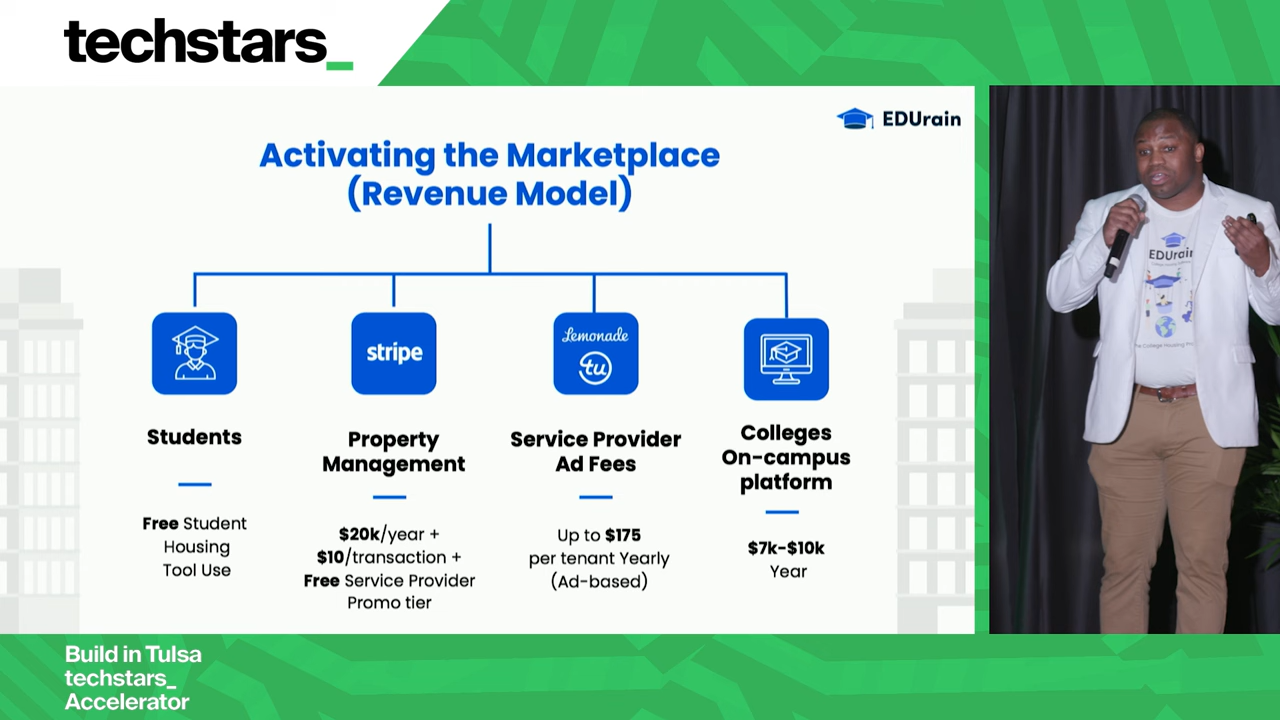 techstars_
EDUrain
Activating the Marketplace
(Revenue Model)
Students
Free Student
Housing
Tool Use
stripe
Property
Management
$20k/year +
$10/transaction +
Free Service Provider
Promo tier
Lemonade
tu
Service Provider
Ad Fees
Up to $175
per tenant Yearly
(Ad-based)
Colleges
On-campus
platform
$7k-$10k
Year
EDUrain
Build in Tulsa
techstars_
Accelerator